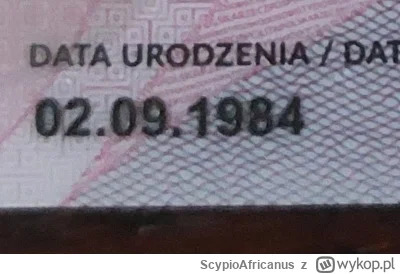 DATA URODZENIA / DAT
02.09.1984
ScypioAfricanus z wykop.pl